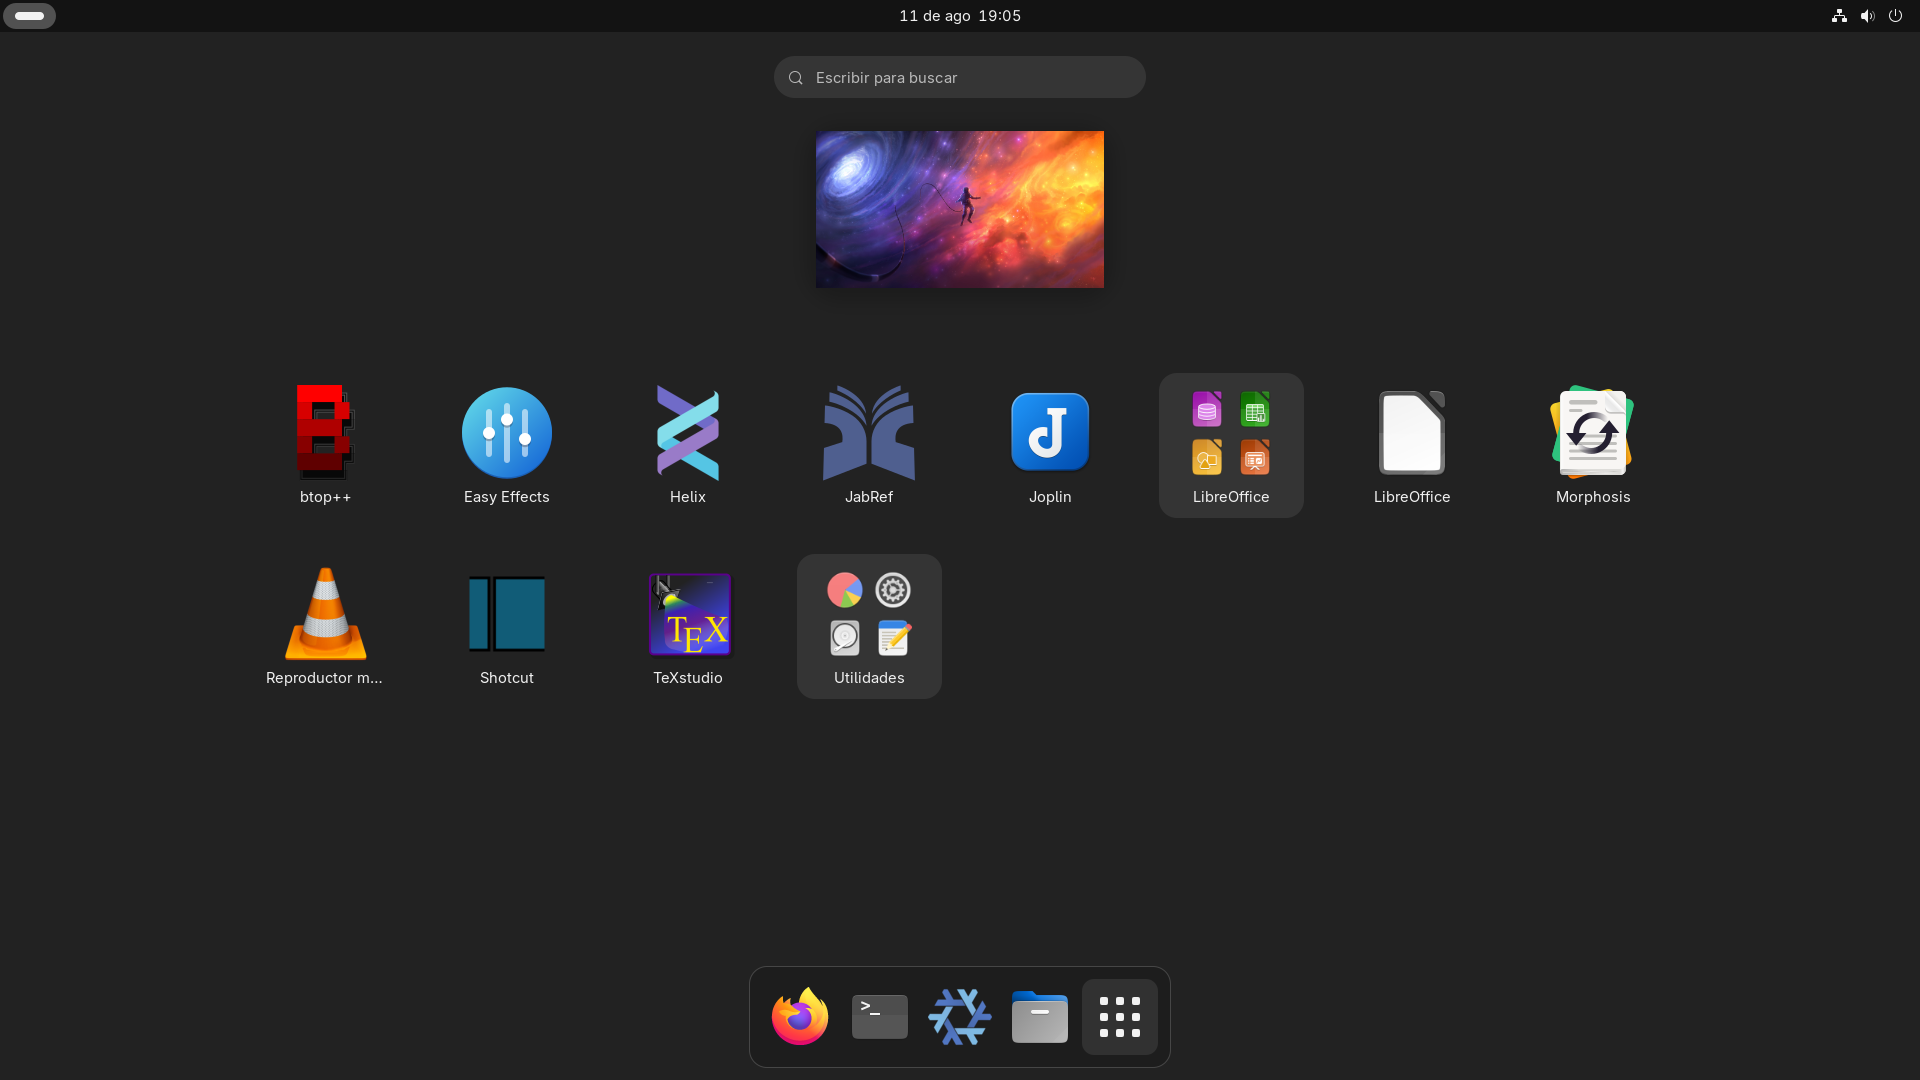 11 de ago 19:05
Escribir para buscar
btop++
Easy Effects
Helix
JabRef
Joplin
LibreOffice
LibreOffice
Morphosis
Reproductor m...
Shotcut
TeXstudio
Utilidades